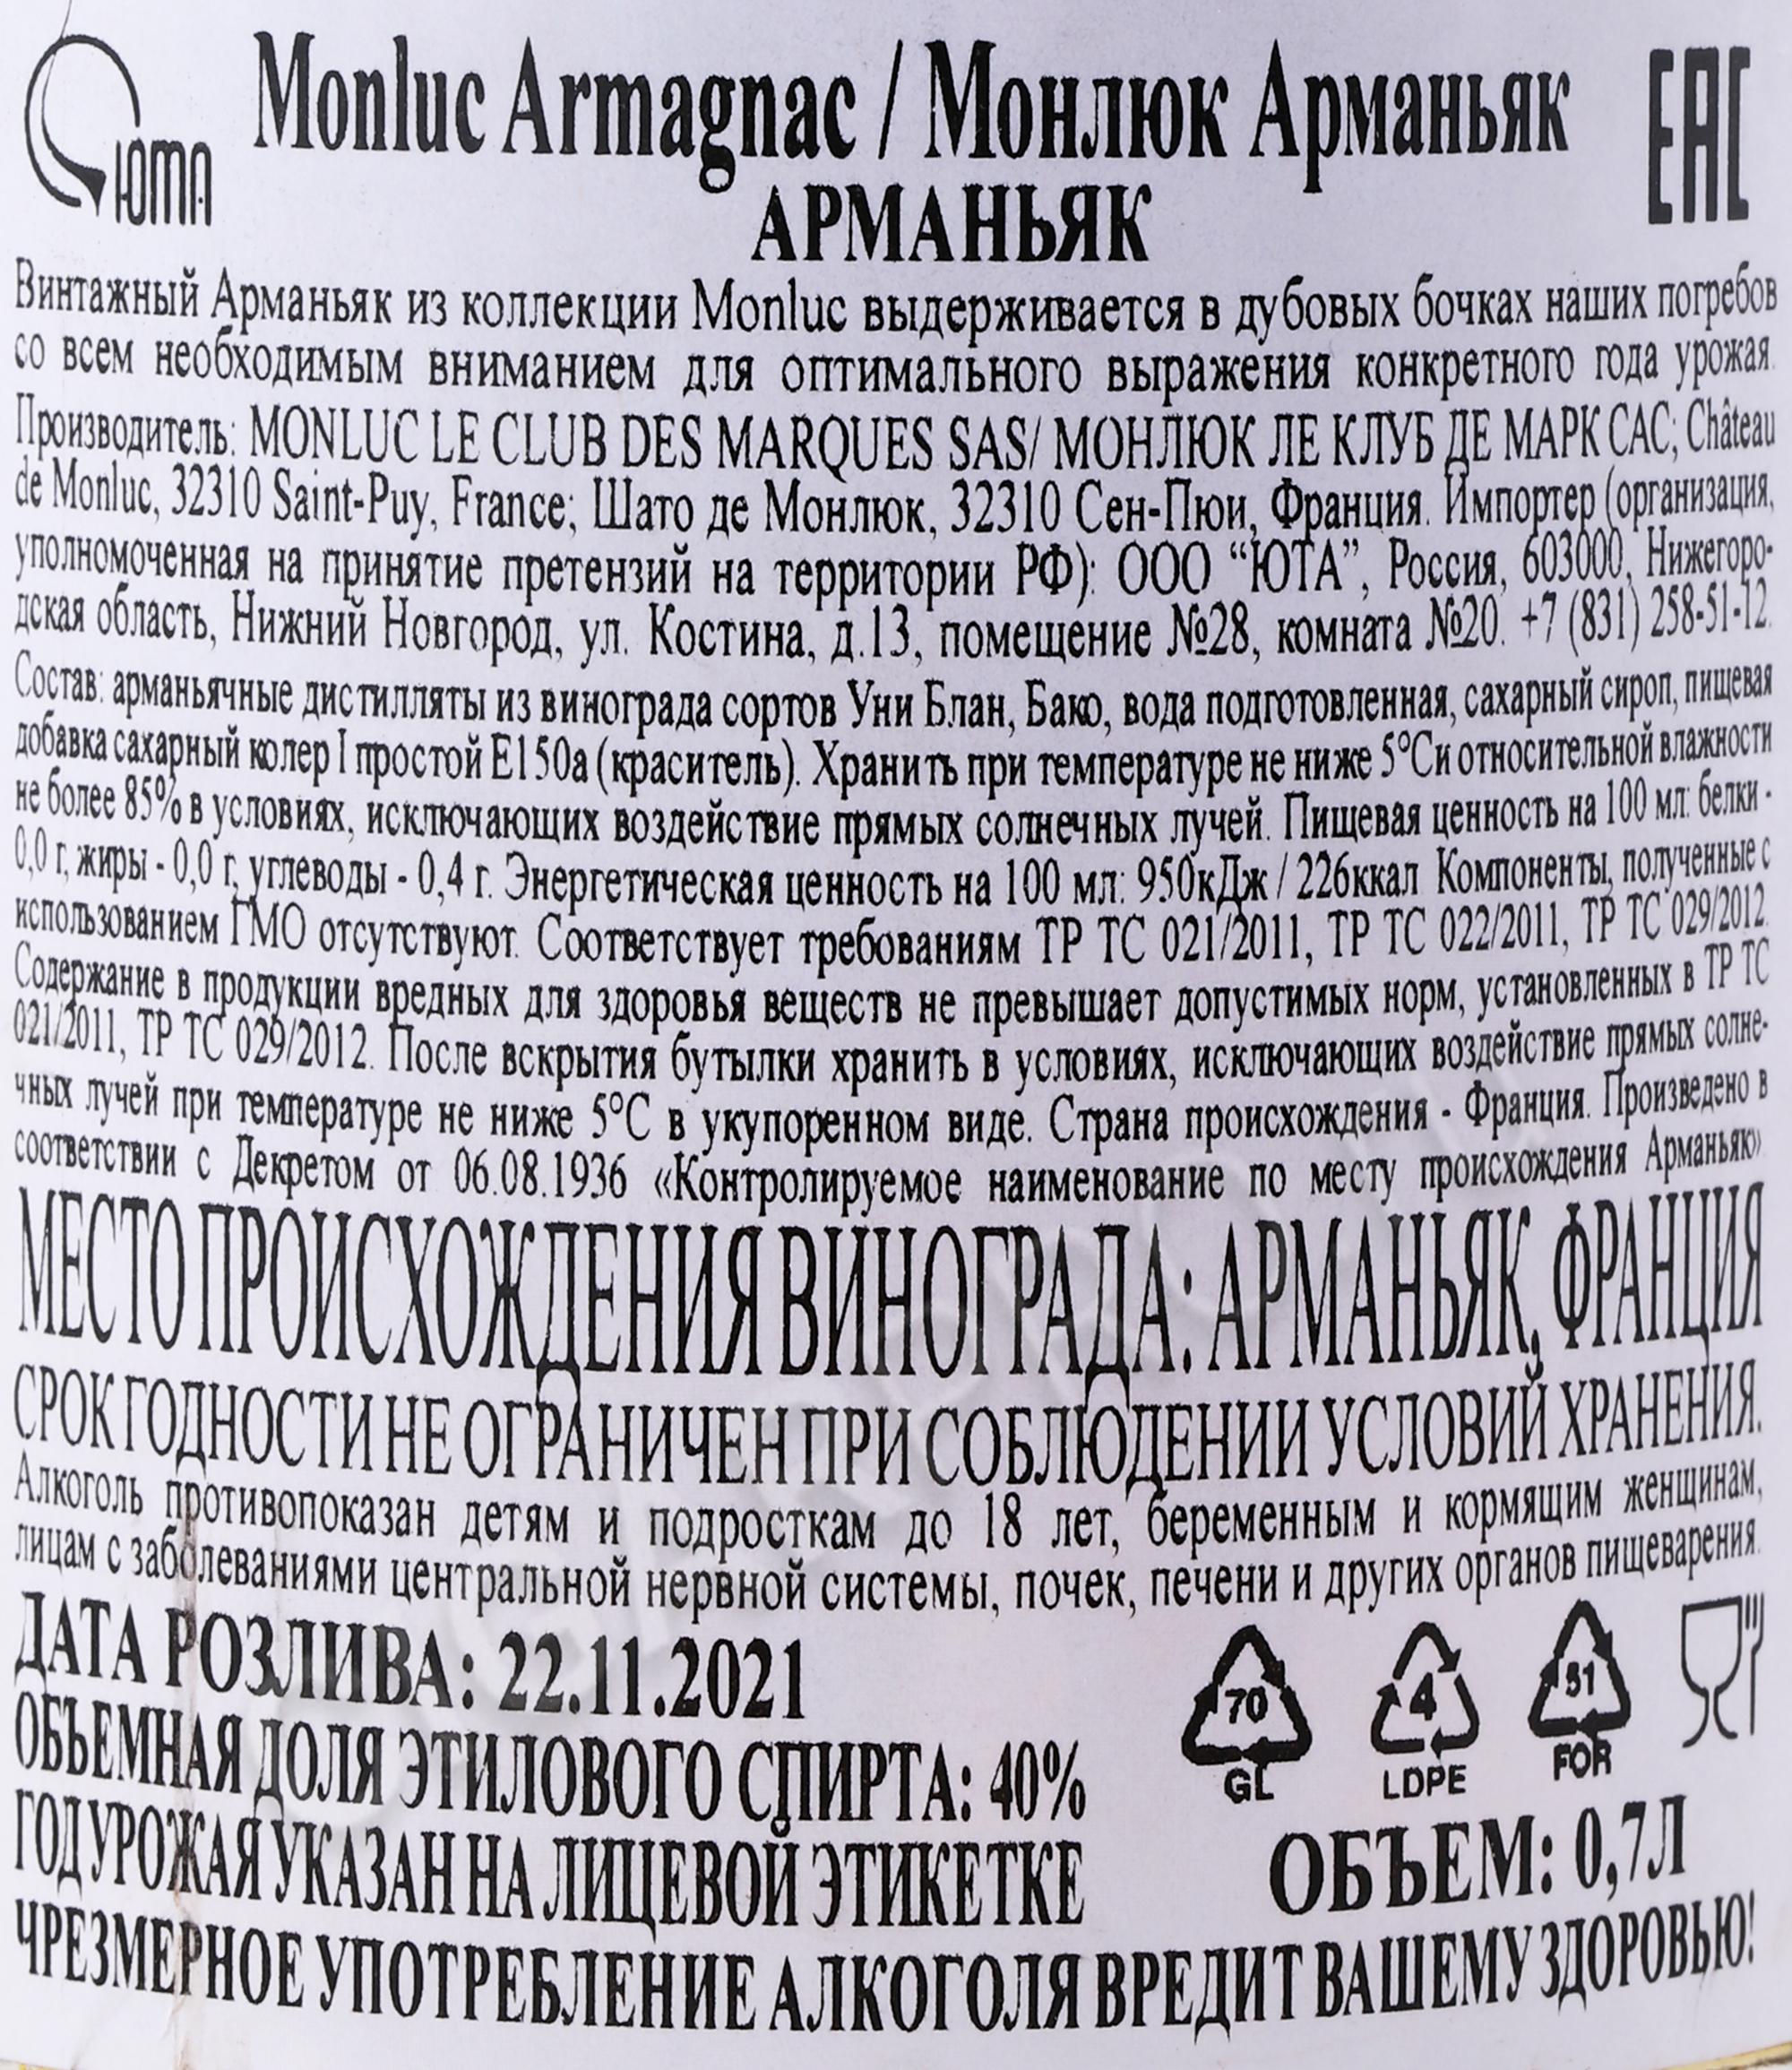 ЮТА
Monluc Armagnac / Монлюк Арманьяк
EAC
АРМАНЬЯК
Винтажный Арманьяк из коллекции Monluc выдерживается в дубовых бочках наших погребов
со всем необходимым вниманием для оптимального выражения конкретного года урожая.
Производитель: MONLUC LE CLUB DES MARQUES SAS/ МОНЛЮК ЛЕ КЛУБ ДЕ МАРК САС; Château
de Monluc, 32310 Saint-Puy, France; Шато де Монлюк, 32310 Сен-Пюи, Франция. Импортер (организация,
уполномоченная на принятие претензий на территории РФ): ООО “ЮТА”, Россия, 603000, Нижегоро-
дская область, Нижний Новгород, ул. Костина, д.13, помещение №28, комната №20. +7 (831) 258-51-12.
Состав: арманьячные дистилляты из винограда сортов Уни Блан, Бако, вода подготовленная, сахарный сироп, пищевая
добавка сахарный колер I простой Е150а (краситель). Хранить при температуре не ниже 5°С и относительной влажности
не более 85% в условиях, исключающих воздействие прямых солнечных лучей. Пищевая ценность на 100 мл: белки -
0,0 г, жиры - 0,0 г, углеводы - 0,4 г. Энергетическая ценность на 100 мл: 950кДж / 226ккал Компоненты, полученные с
использованием ГМО отсутствуют. Соответствует требованиям ТР ТС 021/2011, ТР ТС 022/2011, ТР ТС 029/2012.
Содержание в продукции вредных для здоровья веществ не превышает допустимых норм, установленных в ТР ТС
021/2011, ТР ТС 029/2012. После вскрытия бутылки хранить в условиях, исключающих воздействие прямых солне-
чных лучей при температуре не ниже 5°С в укупоренном виде. Страна происхождения - Франция. Произведено в
соответствии с Декретом от 06.08.1936 «Контролируемое наименование по месту происхождения Арманьяк»
МЕСТО ПРОИСХОЖДЕНИЯ ВИНОГРАДА: АРМАНЬЯК, ФРАНЦИЯ
СРОК ГОДНОСТИ НЕ ОГРАНИЧЕН ПРИ СОБЛЮДЕНИИ УСЛОВИЙ ХРАНЕНИЯ.
Алкоголь противопоказан детям и подросткам до 18 лет, беременным и кормящим женщинам,
лицам с заболеваниями центральной нервной системы, почек, печени и других органов пищеварения.
ДАТА РОЗЛИВА: 22.11.2021
ОБЪЕМНАЯ ДОЛЯ ЭТИЛОВОГО СПИРТА: 40%
ГОД УРОЖАЯ УКАЗАН НА ЛИЦЕВОЙ ЭТИКЕТКЕ
70
GL
4
LDPE
51
FOR
ОБЪЕМ: 0,7Л
ЧРЕЗМЕРНОЕ УПОТРЕБЛЕНИЕ АЛКОГОЛЯ ВРЕДИТ ВАШЕМУ ЗДОРОВЬЮ!